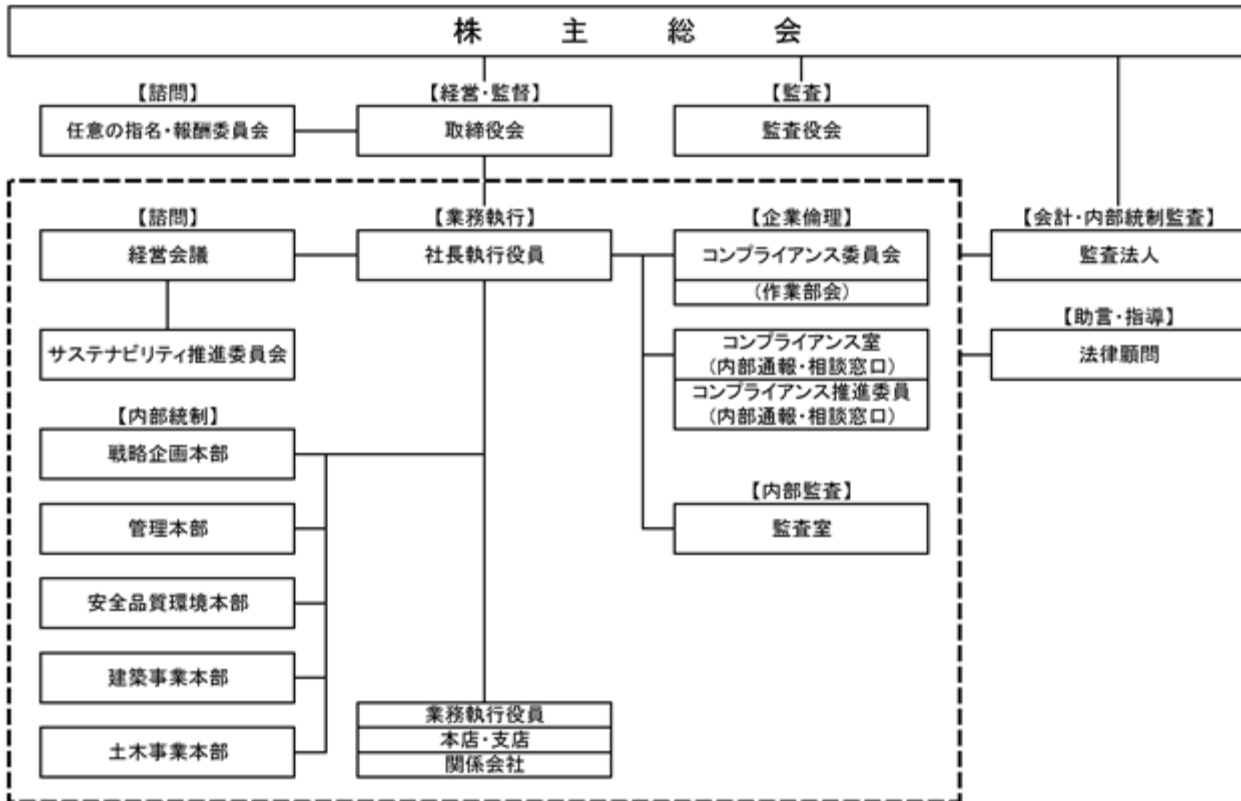 株主総会
【諮問】
任意の指名・報酬委員会
【経営・監督】
取締役会
【監査】
監査役会
【諮問】
経営会議
サステナビリティ推進委員会
【業務執行】
社長執行役員
【企業倫理】
コンプライアンス委員会
(作業部会)
コンプライアンス室
(内部通報・相談窓口)
コンプライアンス推進委員
(内部通報・相談窓口)
【内部監査】
監査室
【会計・内部統制監査】
監査法人
【助言・指導】
法律顧問
【内部統制】
戦略企画本部
管理本部
安全品質環境本部
建築事業本部
土木事業本部
業務執行役員
本店・支店
関係会社